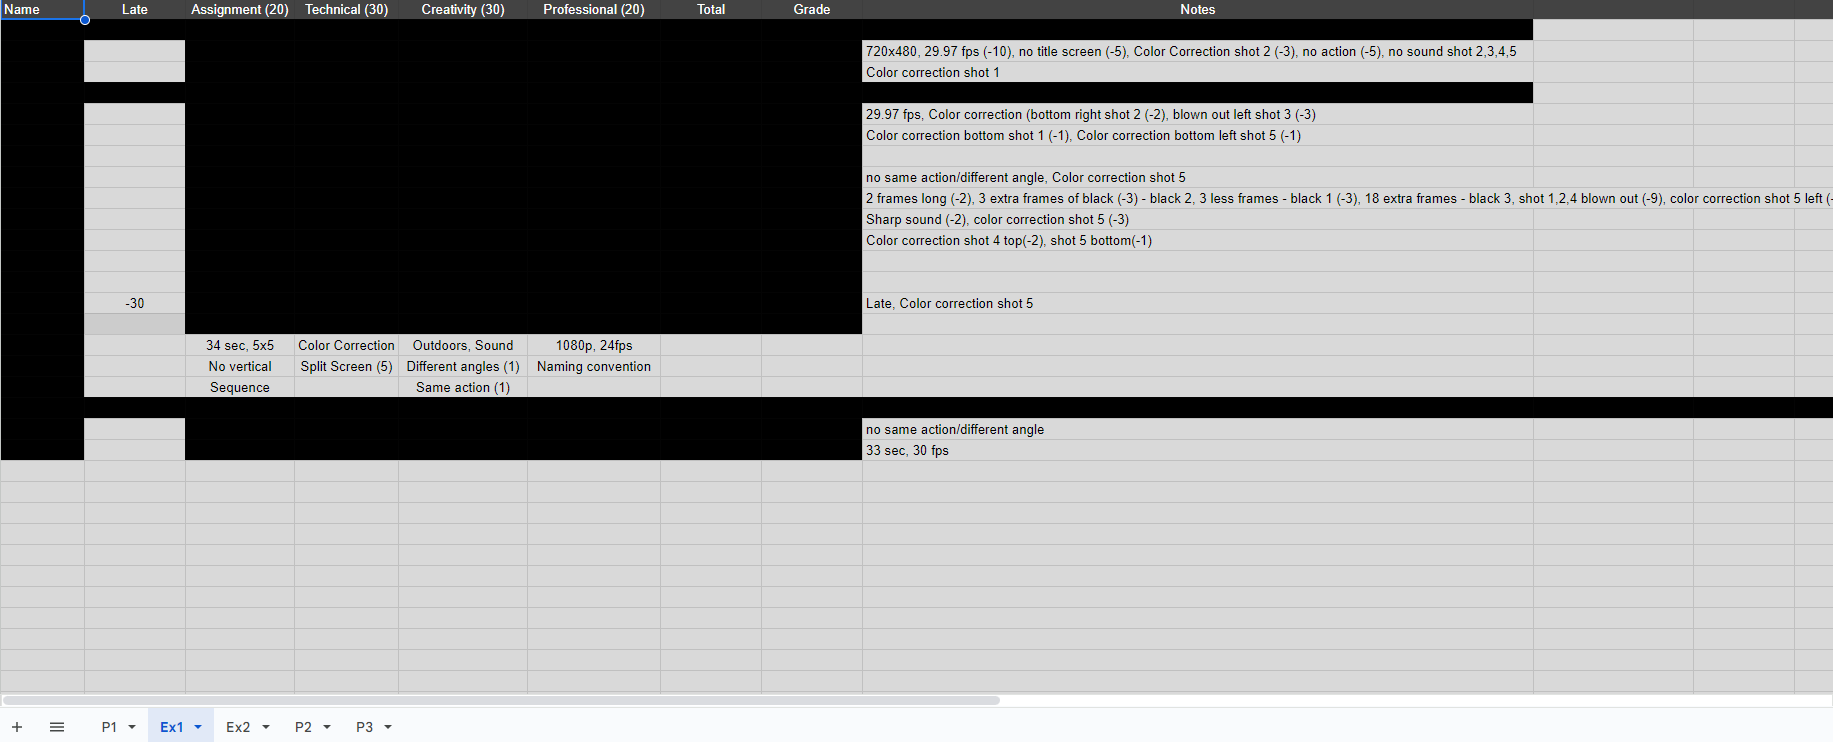 Name Late Assignment (20) Technical (30) Creativity (30) Professional (20) Total Grade Notes
720x480, 29.97 fps (-10), no title screen (-5), Color Correction shot 2 (-3), no action (-5), no sound shot 2,3,4,5
Color correction shot 1
29.97 fps, Color correction (bottom right shot 2 (-2), blown out left shot 3 (-3)
Color correction bottom shot 1 (-1), Color correction bottom left shot 5 (-1)
no same action/different angle, Color correction shot 5
2 frames long (-2), 3 extra frames of black (-3) - black 2, 3 less frames - black 1 (-3), 18 extra frames - black 3, shot 1,2,4 blown out (-9), color correction shot 5 left (-
Sharp sound (-2), color correction shot 5 (-3)
Color correction shot 4 top(-2), shot 5 bottom(-1)
-30 Late, Color correction shot 5
34 sec, 5x5 Color Correction Outdoors, Sound 1080p, 24fps
No vertical Split Screen (5) Different angles (1) Naming convention
Sequence Same action (1)
no same action/different angle
33 sec, 30 fps
P1 Ex1 Ex2 P2 P3